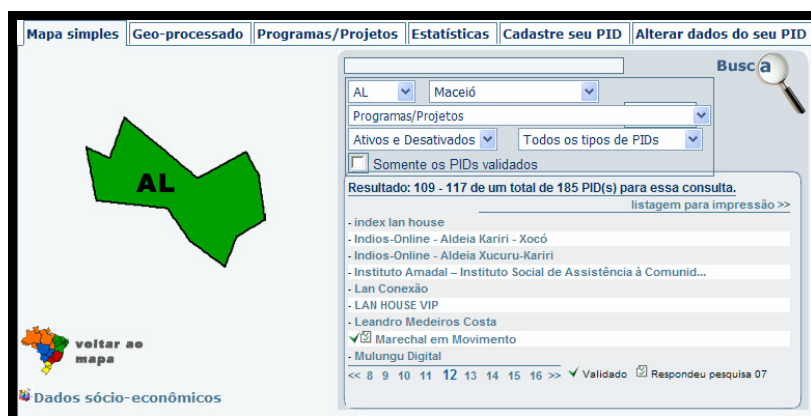 Mapa simples Geo-processado Programas/Projetos Estatísticas Cadastre seu PID Alterar dados do seu PID
Busca
AL Maceió
Programas/Projetos
Ativos e Desativados Todos os tipos de PIDs
Somente os PIDs validados
AL
Resultado: 109 - 117 de um total de 185 PID(s) para essa consulta.
listagem para impressão >>
- index lan house
- Indios-Online - Aldeia Kariri - Xocó
- Indios-Online - Aldeia Xucuru-Kariri
- Instituto Amadal – Instituto Social de Assistência à Comunid...
- Lan Conexão
- LAN HOUSE VIP
- Leandro Medeiros Costa
Marechal em Movimento
- Mulungu Digital
<< 8 9 10 11 12 13 14 15 16 >> Validado Respondeu pesquisa 07
voltar ao
mapa
Dados sócio-econômicos